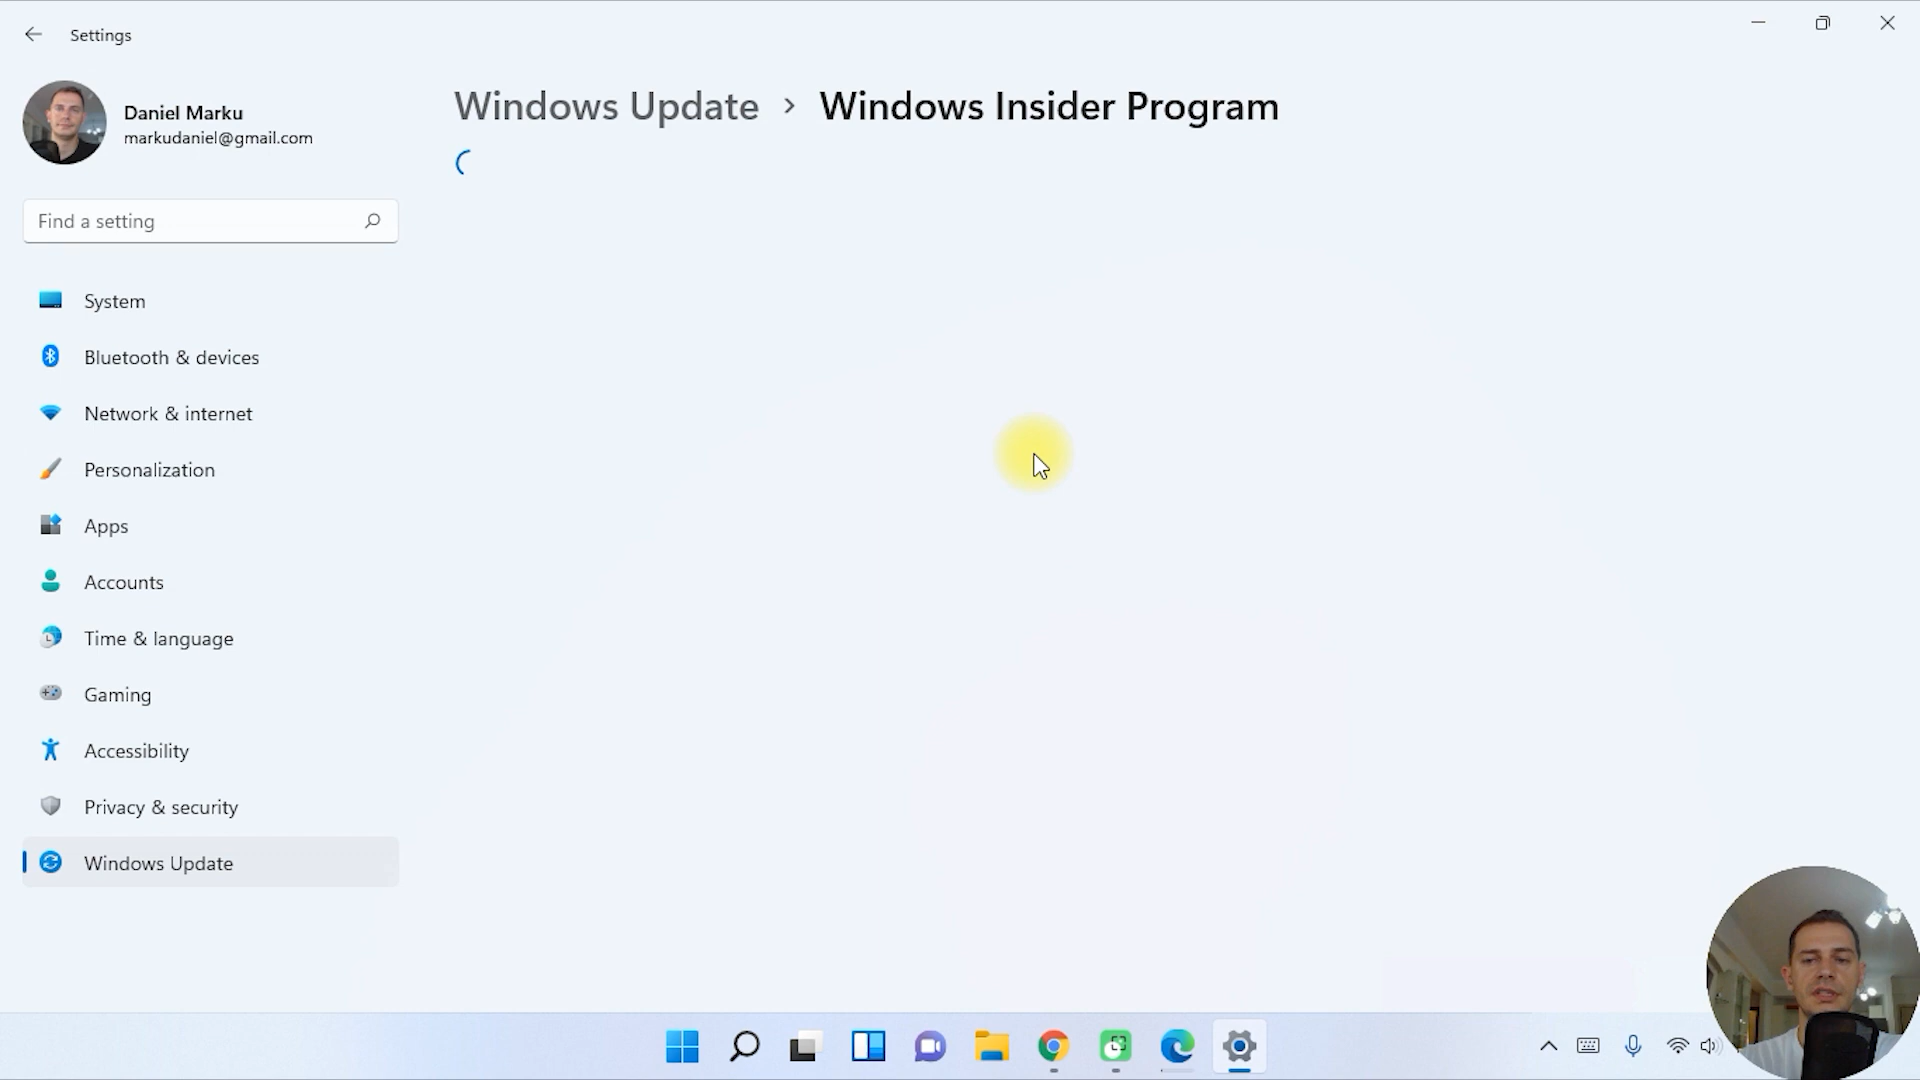 Settings
Daniel Marku
markudaniel@gmail.com
Find a setting
System
Bluetooth & devices
Network & internet
Personalization
Apps
Accounts
Time & language
Gaming
Accessibility
Privacy & security
Windows Update
Windows Update > Windows Insider Program